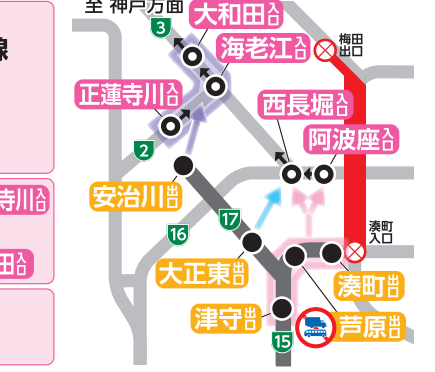 至 神戸方面
線
3
大和田入口
海老江入口
梅田
出口
正蓮寺川入口
西長堀入口
阿波座入口
2
寺川入口
安治川出口
17
16
湊町
入口
田入口
大正東出口
湊町出口
津守出口
芦原出口
15